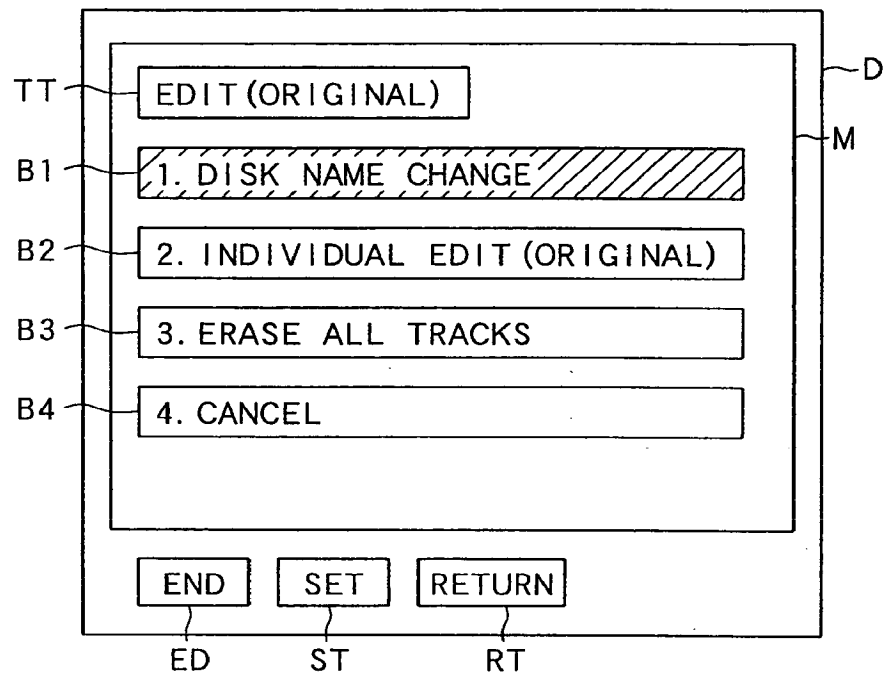 TT EDIT(ORIGINAL) D
M
B1 1. DISK NAME CHANGE
B2 2. INDIVIDUAL EDIT(ORIGINAL)
B3 3. ERASE ALL TRACKS
B4 4. CANCEL
END SET RETURN
ED ST RT